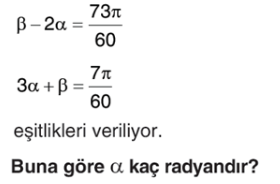 β – 2α = 73π/60
3α + β = 7π/60
eşitlikleri veriliyor.
Buna göre α kaç radyandır?